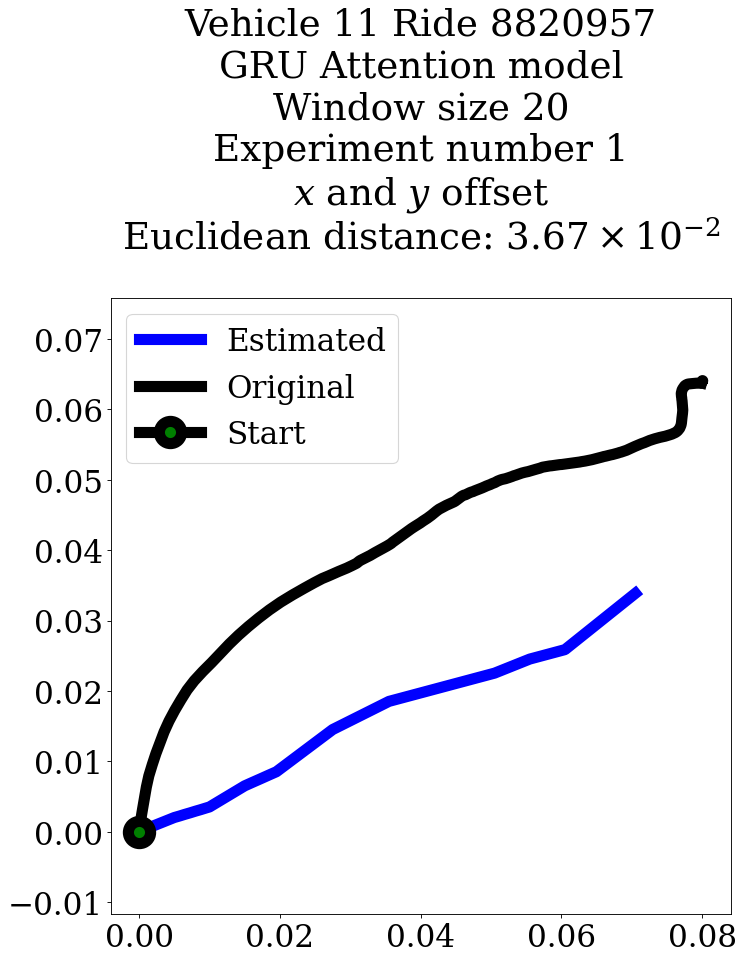 Vehicle 11 Ride 8820957
GRU Attention model
Window size 20
Experiment number 1
x and y offset
Euclidean distance: 3.67 × 10⁻²
Estimated
Original
Start
0.07
0.06
0.05
0.04
0.03
0.02
0.01
0.00
−0.01
0.00 0.02 0.04 0.06 0.08